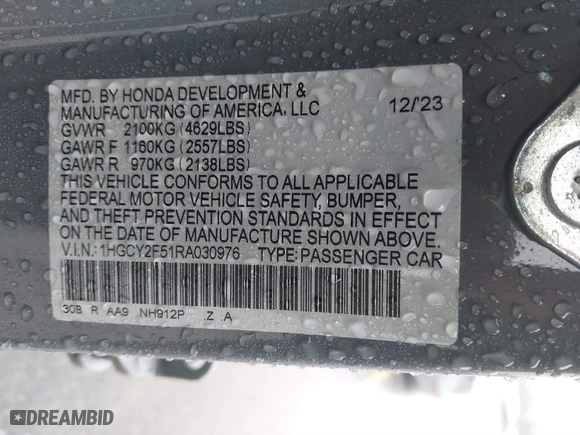 MFD. BY HONDA DEVELOPMENT &
MANUFACTURING OF AMERICA, LLC 12/'23
GVWR 2100KG (4629LBS)
GAWR F 1160KG (2557LBS)
GAWR R 970KG (2138LBS)
THIS VEHICLE CONFORMS TO ALL APPLICABLE
FEDERAL MOTOR VEHICLE SAFETY, BUMPER,
AND THEFT PREVENTION STANDARDS IN EFFECT
ON THE DATE OF MANUFACTURE SHOWN ABOVE.
V.I.N.: 1HGCY2F51RA030976 TYPE: PASSENGER CAR
30B R AA9 NH912P Z A
DREAMBID